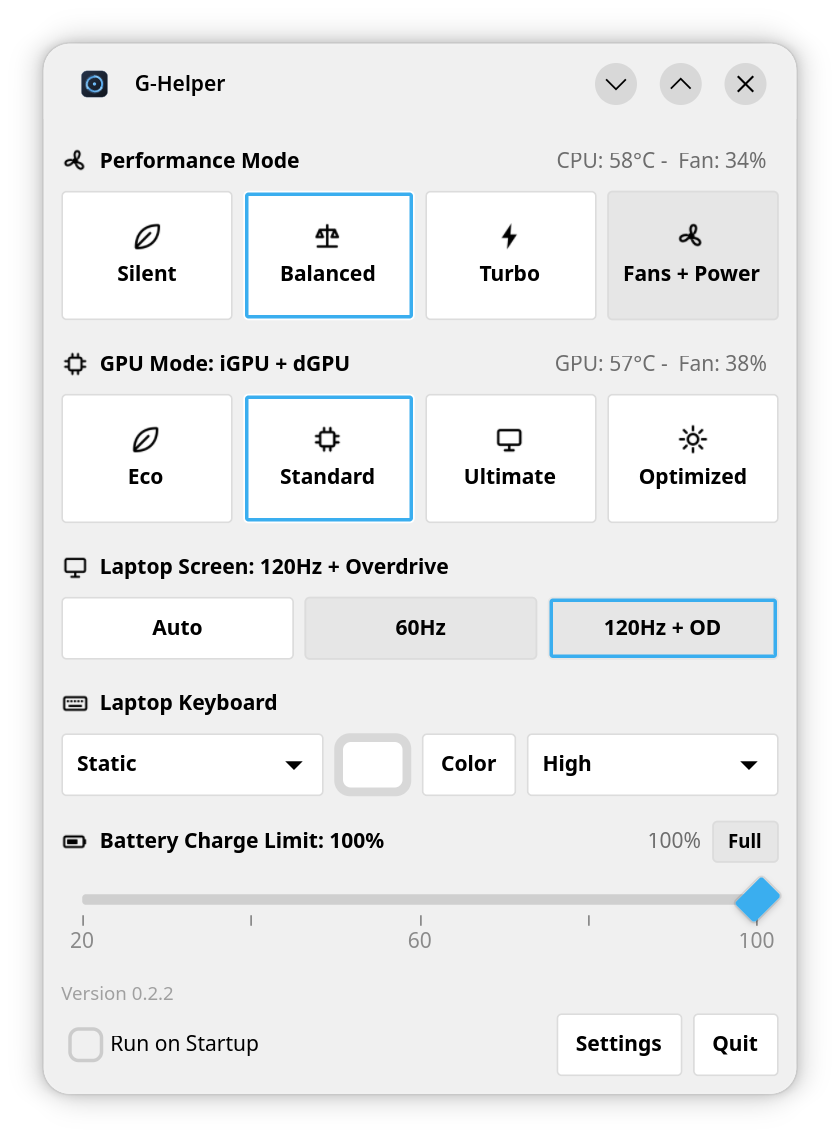 G-Helper
Performance Mode
CPU: 58°C -  Fan: 34%
Silent
Balanced
Turbo
Fans + Power
GPU Mode: iGPU + dGPU
GPU: 57°C -  Fan: 38%
Eco
Standard
Ultimate
Optimized
Laptop Screen: 120Hz + Overdrive
Auto
60Hz
120Hz + OD
Laptop Keyboard
Static
Color
High
Battery Charge Limit: 100%
100%
Full
20
60
100
Version 0.2.2
Run on Startup
Settings
Quit